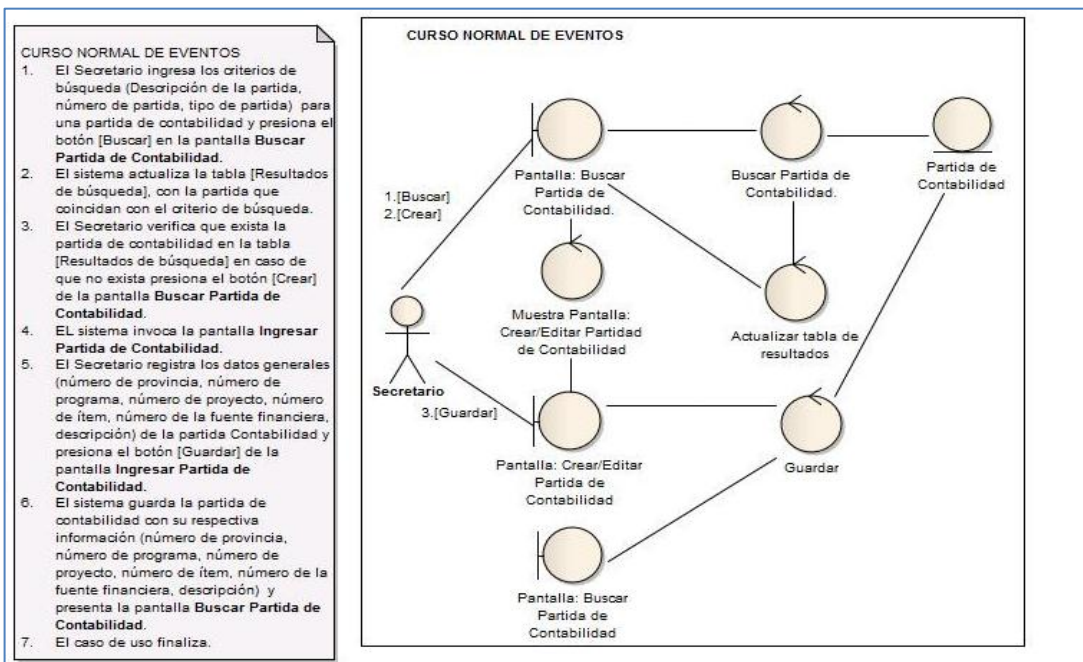 CURSO NORMAL DE EVENTOS
1. El Secretario ingresa los criterios de
búsqueda (Descripción de la partida,
número de partida, tipo de partida) para
una partida de contabilidad y presiona el
botón [Buscar] en la pantalla Buscar
Partida de Contabilidad.
2. El sistema actualiza la tabla [Resultados
de búsqueda], con la partida que
coincidan con el criterio de búsqueda.
3. El Secretario verifica que exista la
partida de contabilidad en la tabla
[Resultados de búsqueda] en caso de
que no exista presiona el botón [Crear]
de la pantalla Buscar Partida de
Contabilidad.
4. EL sistema invoca la pantalla Ingresar
Partida de Contabilidad.
5. El Secretario registra los datos generales
(número de provincia, número de
programa, número de proyecto, número
de ítem, número de la fuente financiera,
descripción) de la partida Contabilidad y
presiona el botón [Guardar] de la
pantalla Ingresar Partida de
Contabilidad.
6. El sistema guarda la partida de
contabilidad con su respectiva
información (número de provincia,
número de programa, número de
proyecto, número de ítem, número de la
fuente financiera, descripción) y
presenta la pantalla Buscar Partida de
Contabilidad.
7. El caso de uso finaliza.
CURSO NORMAL DE EVENTOS
Pantalla: Buscar
Partida de
Contabilidad.
Buscar Partida de
Contabilidad.
Partida de
Contabilidad
1.[Buscar]
2.[Crear]
Muestra Pantalla:
Crear/Editar Partidad
de Contabilidad
Actualizar tabla de
resultados
Secretario
3.[Guardar]
Pantalla: Crear/Editar
Partida de
Contabilidad
Guardar
Pantalla: Buscar
Partida de
Contabilidad